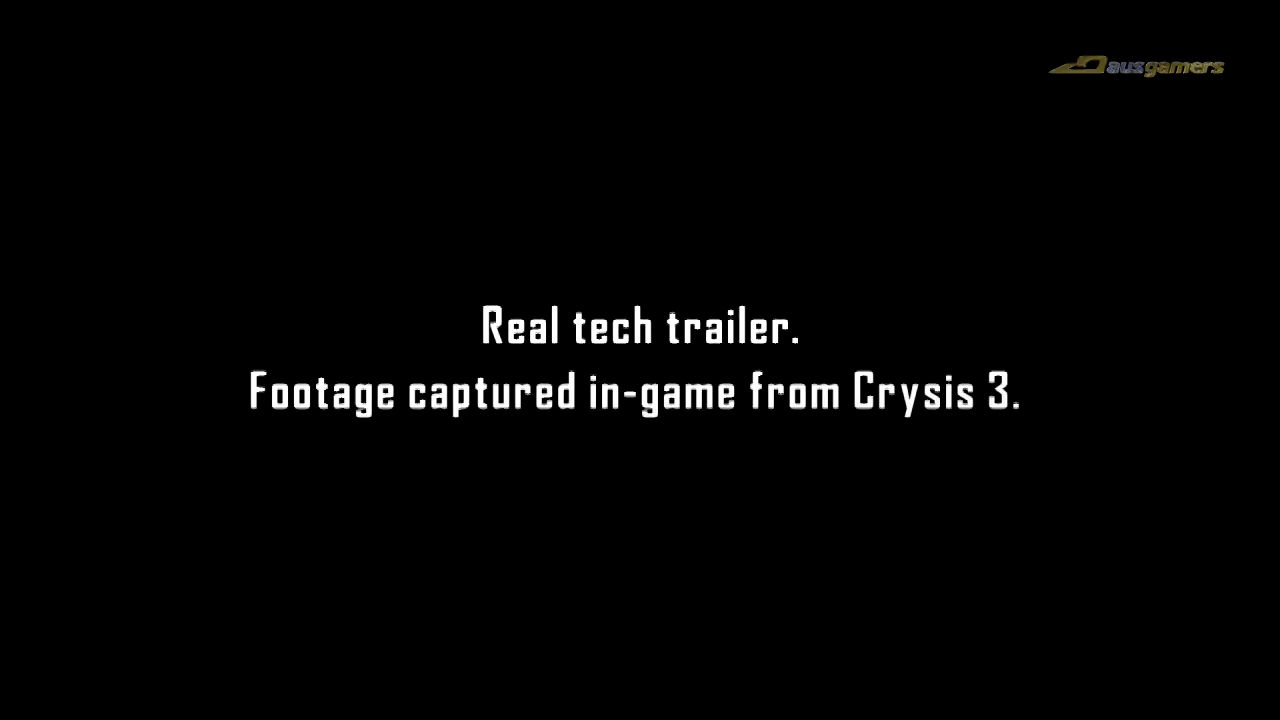 ausgamers
Real tech trailer.
Footage captured in-game from Crysis 3.